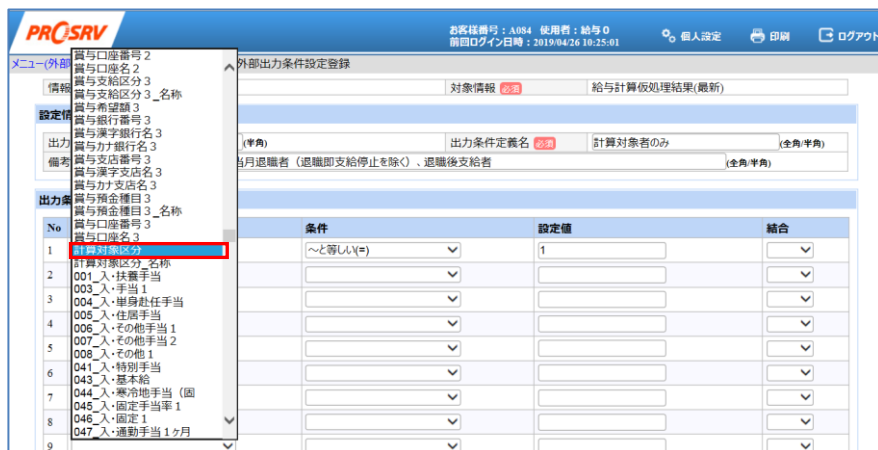 PROSRV
お客様番号：A084 使用者：給与０
前回ログイン日時：2019/04/26 10:25:01
個人設定
印刷
ログアウト
メニュー(外部
外部出力条件設定登録
情報
対象情報 必須
給与計算仮処理結果(最新)
設定情
出力
(半角)
出力条件定義名 必須
計算対象者のみ
(全角/半角)
備考
当月退職者（退職即支給停止を除く）、退職後支給者
(全角/半角)
出力条
No
条件
設定値
結合
1
～と等しい(=)
1
2
3
4
5
6
7
8
9
賞与口座番号２
賞与口座名２
賞与支給区分３
賞与支給区分３_名称
賞与希望額３
賞与銀行番号３
賞与漢字銀行名３
賞与カナ銀行名３
賞与支店番号３
賞与漢字支店名３
賞与カナ支店名３
賞与預金種目３
賞与預金種目３_名称
賞与口座番号３
賞与口座名３
計算対象区分
計算対象区分_名称
001_入・扶養手当
003_入・手当１
004_入・単身赴任手当
005_入・住居手当
006_入・その他手当１
007_入・その他手当２
008_入・その他１
041_入・特別手当
043_入・基本給
044_入・寒冷地手当（固
045_入・固定手当率１
046_入・固定１
047_入・通勤手当１ヶ月